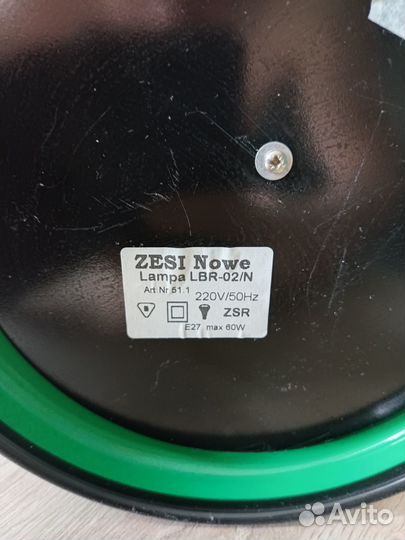 ZESI Nowe
Lampa LBR-02/N
Art.Nr 51.1
220V/50Hz
ZSR
E27 max 60W
Avito